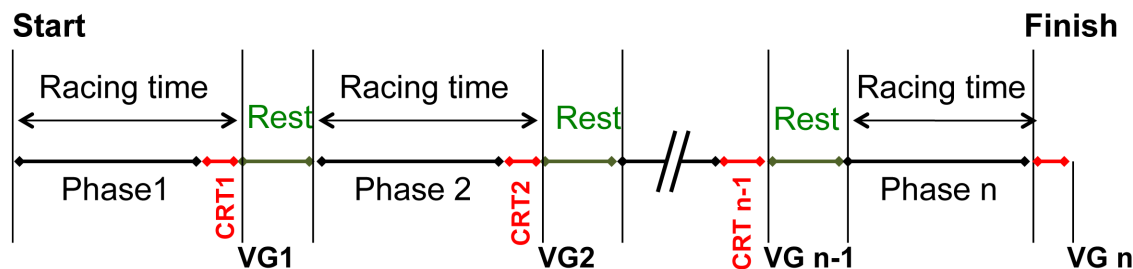 Start
Finish
Racing time
Rest
Racing time
Rest
Rest
Racing time
Phase1
CRT1
Phase 2
CRT2
CRT n-1
Phase n
VG1
VG2
VG n-1
VG n